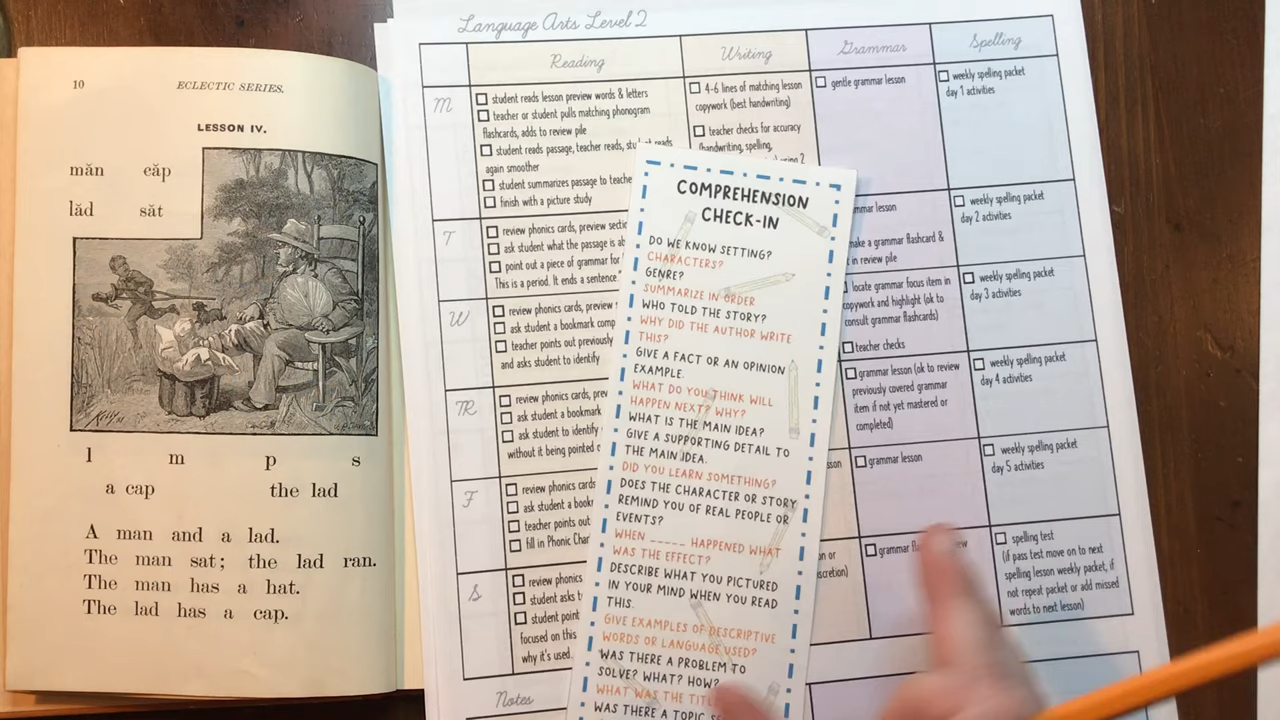 10 ECLECTIC SERIES.
LESSON IV.
măn căp
lăd săt
l m p s
a cap the lad
A man and a lad.
The man sat; the lad ran.
The man has a hat.
The lad has a cap.
Language Arts Level 2
Reading Writing Grammar Spelling
M
student reads lesson preview words & letters
teacher or student pulls matching phonogram
flashcards, adds to review pile
student reads passage, teacher reads,
again smoother
student summarizes passage to
finish with a picture study
4-6 lines of matching lesson
copywork (best handwriting)
teacher checks for accuracy
(handwriting, spelling,
gentle grammar lesson
weekly spelling packet
day 1 activities
T
review phonics cards, preview
ask student what the passage is
point out a piece of grammar for
This is a period. It ends a sentence."
lesson
a grammar flashcard &
in review pile
weekly spelling packet
day 2 activities
W
review phonics cards, preview
ask student a bookmark
teacher points out previously
and asks student to identify
locate grammar focus item in
copywork and highlight (ok to
consult grammar flashcards)
teacher checks
weekly spelling packet
day 3 activities
TR
review phonics cards,
ask student a bookmark
ask student to identify
without it being pointed
grammar lesson (ok to review
previously covered grammar
item if not yet mastered or
completed)
weekly spelling packet
day 4 activities
F
review phonics cards
ask student a
teacher points out
fill in Phonic
grammar lesson
weekly spelling packet
day 5 activities
S
review phonics
student asks
student point
focused on this
why it's used.
or
grammar
spelling test
(if pass test move on to next
spelling lesson weekly packet, if
not repeat packet or add missed
words to next lesson)
Notes
COMPREHENSION
CHECK-IN
DO WE KNOW SETTING?
CHARACTERS?
GENRE?
SUMMARIZE IN ORDER
WHO TOLD THE STORY?
WHY DID THE AUTHOR WRITE
THIS?
GIVE A FACT OR AN OPINION
EXAMPLE.
WHAT DO YOU THINK WILL
HAPPEN NEXT? WHY?
WHAT IS THE MAIN IDEA?
GIVE A SUPPORTING DETAIL TO
THE MAIN IDEA.
DID YOU LEARN SOMETHING?
DOES THE CHARACTER OR STORY
REMIND YOU OF REAL PEOPLE OR
EVENTS?
WHEN _____ HAPPENED WHAT
WAS THE EFFECT?
DESCRIBE WHAT YOU PICTURED
IN YOUR MIND WHEN YOU READ
THIS.
GIVE EXAMPLES OF DESCRIPTIVE
WORDS OR LANGUAGE USED?
WAS THERE A PROBLEM TO
SOLVE? WHAT? HOW?
WHAT WAS THE
WAS THERE A TOPIC